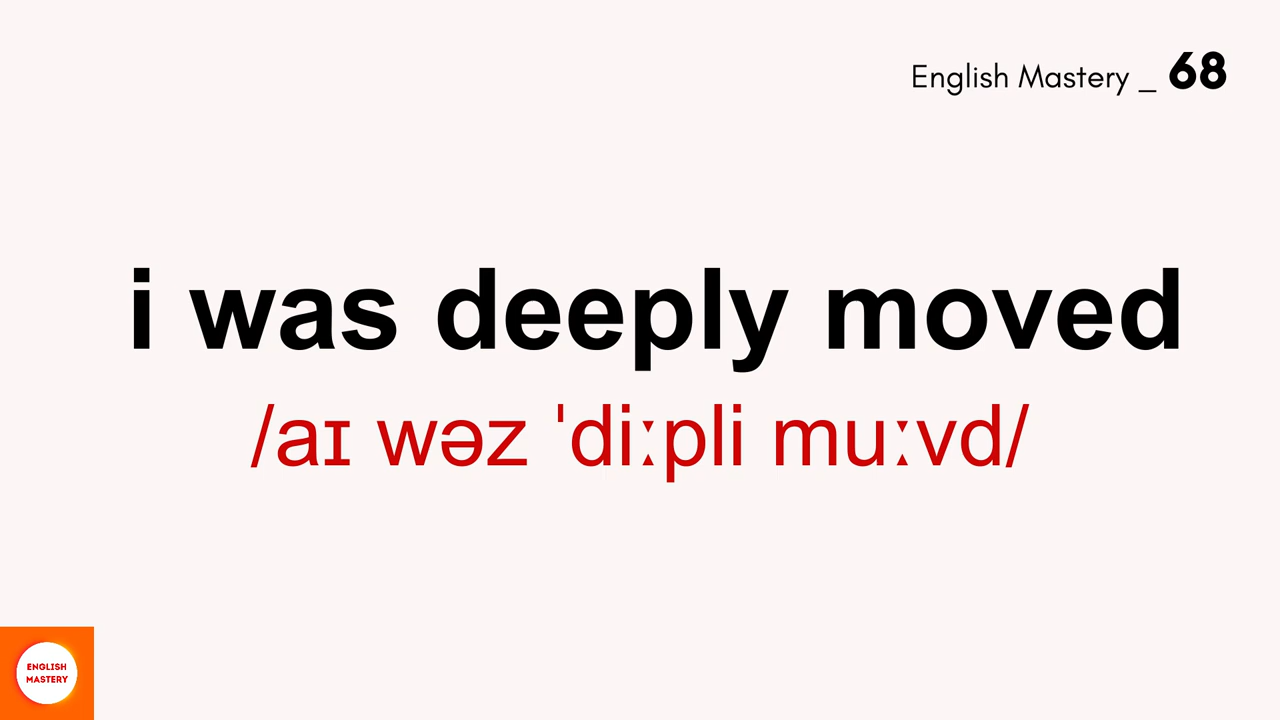 English Mastery _ 68
i was deeply moved
/aɪ wəz ˈdiːpli muːvd/
ENGLISH
MASTERY